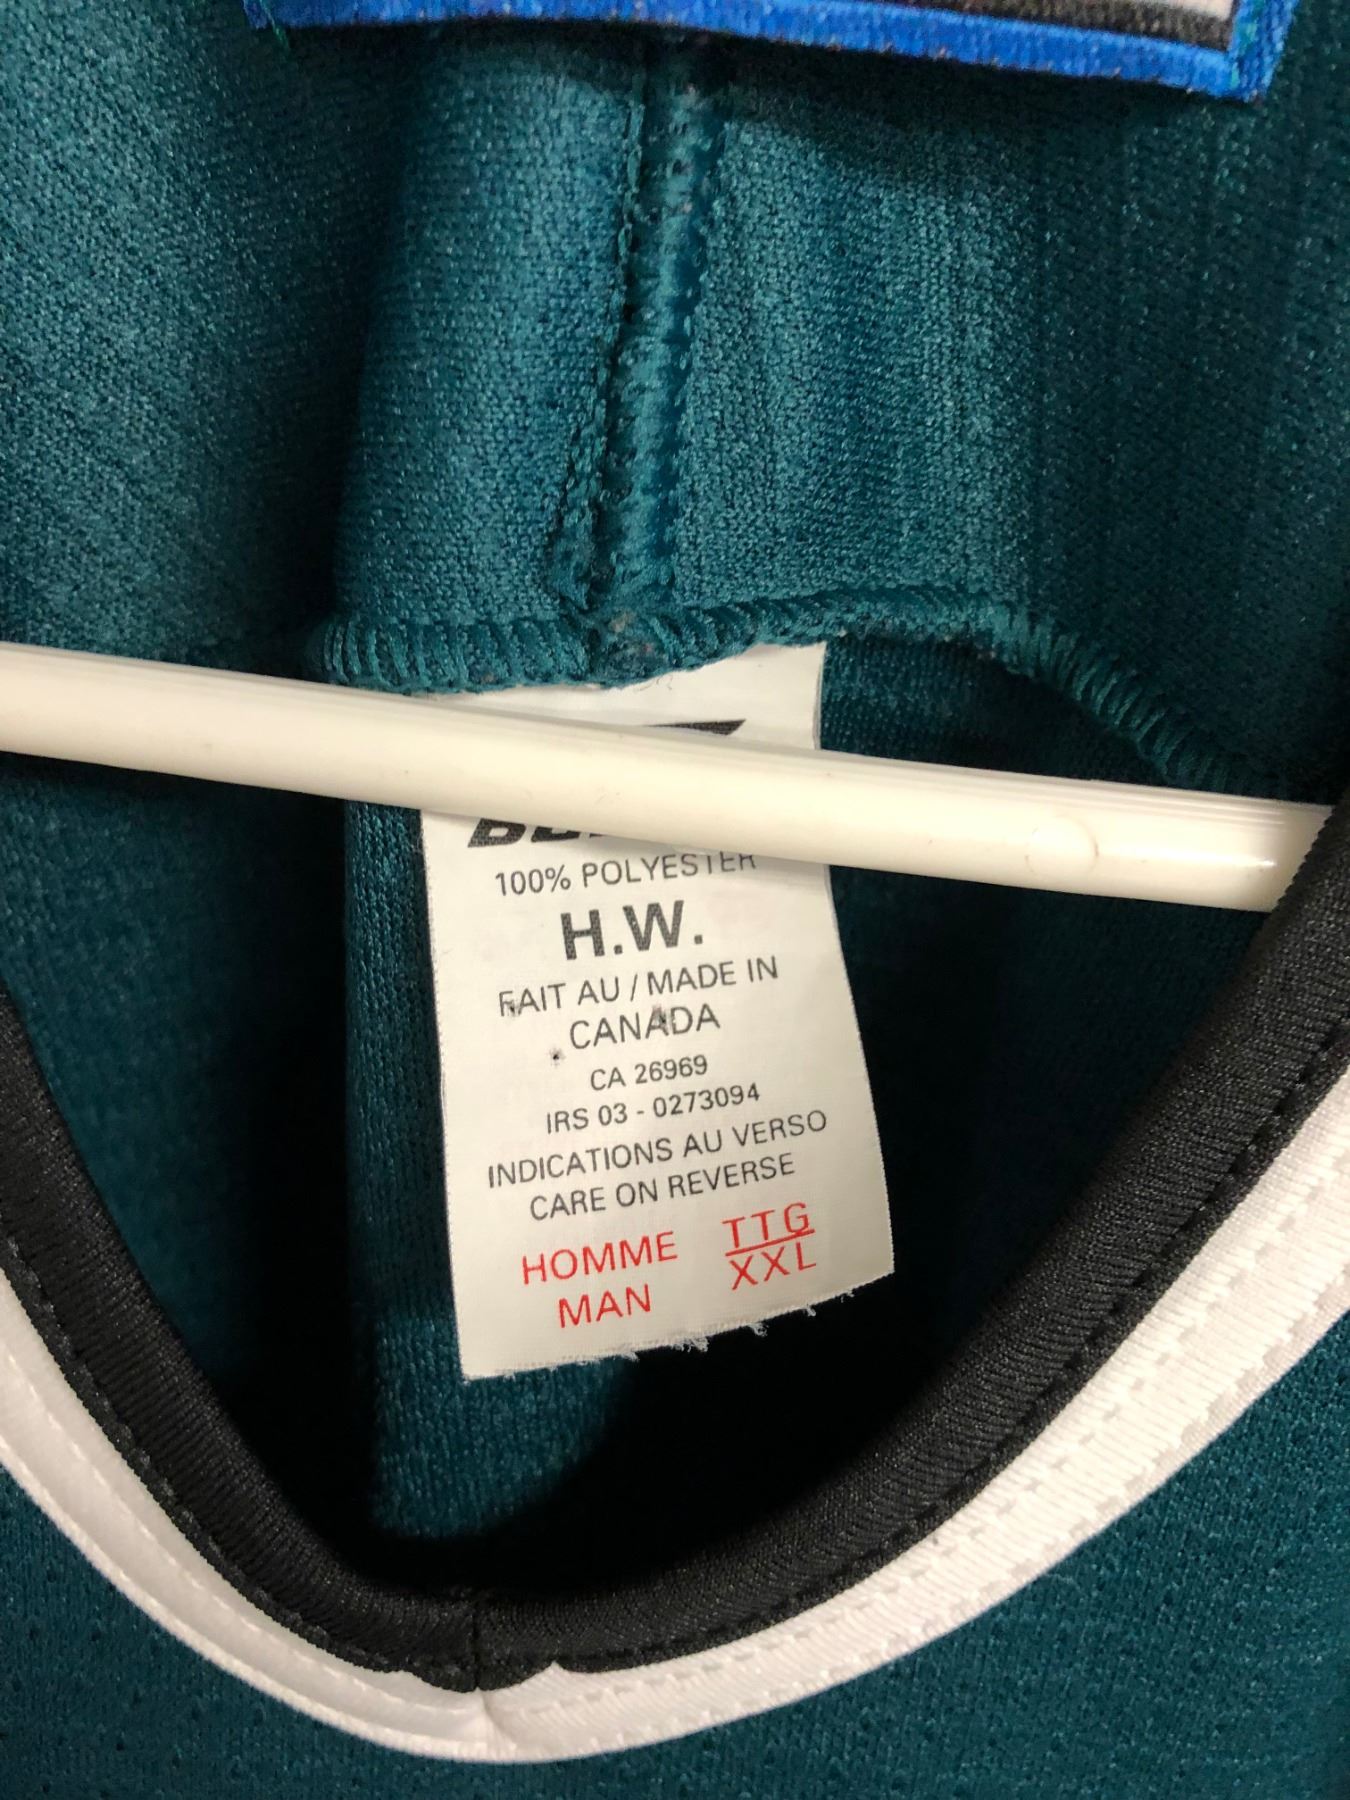 100% POLYESTER
H.W.
FAIT AU / MADE IN
CANADA
CA 26969
IRS 03 - 0273094
INDICATIONS AU VERSO
CARE ON REVERSE
HOMME TTG
MAN XXL